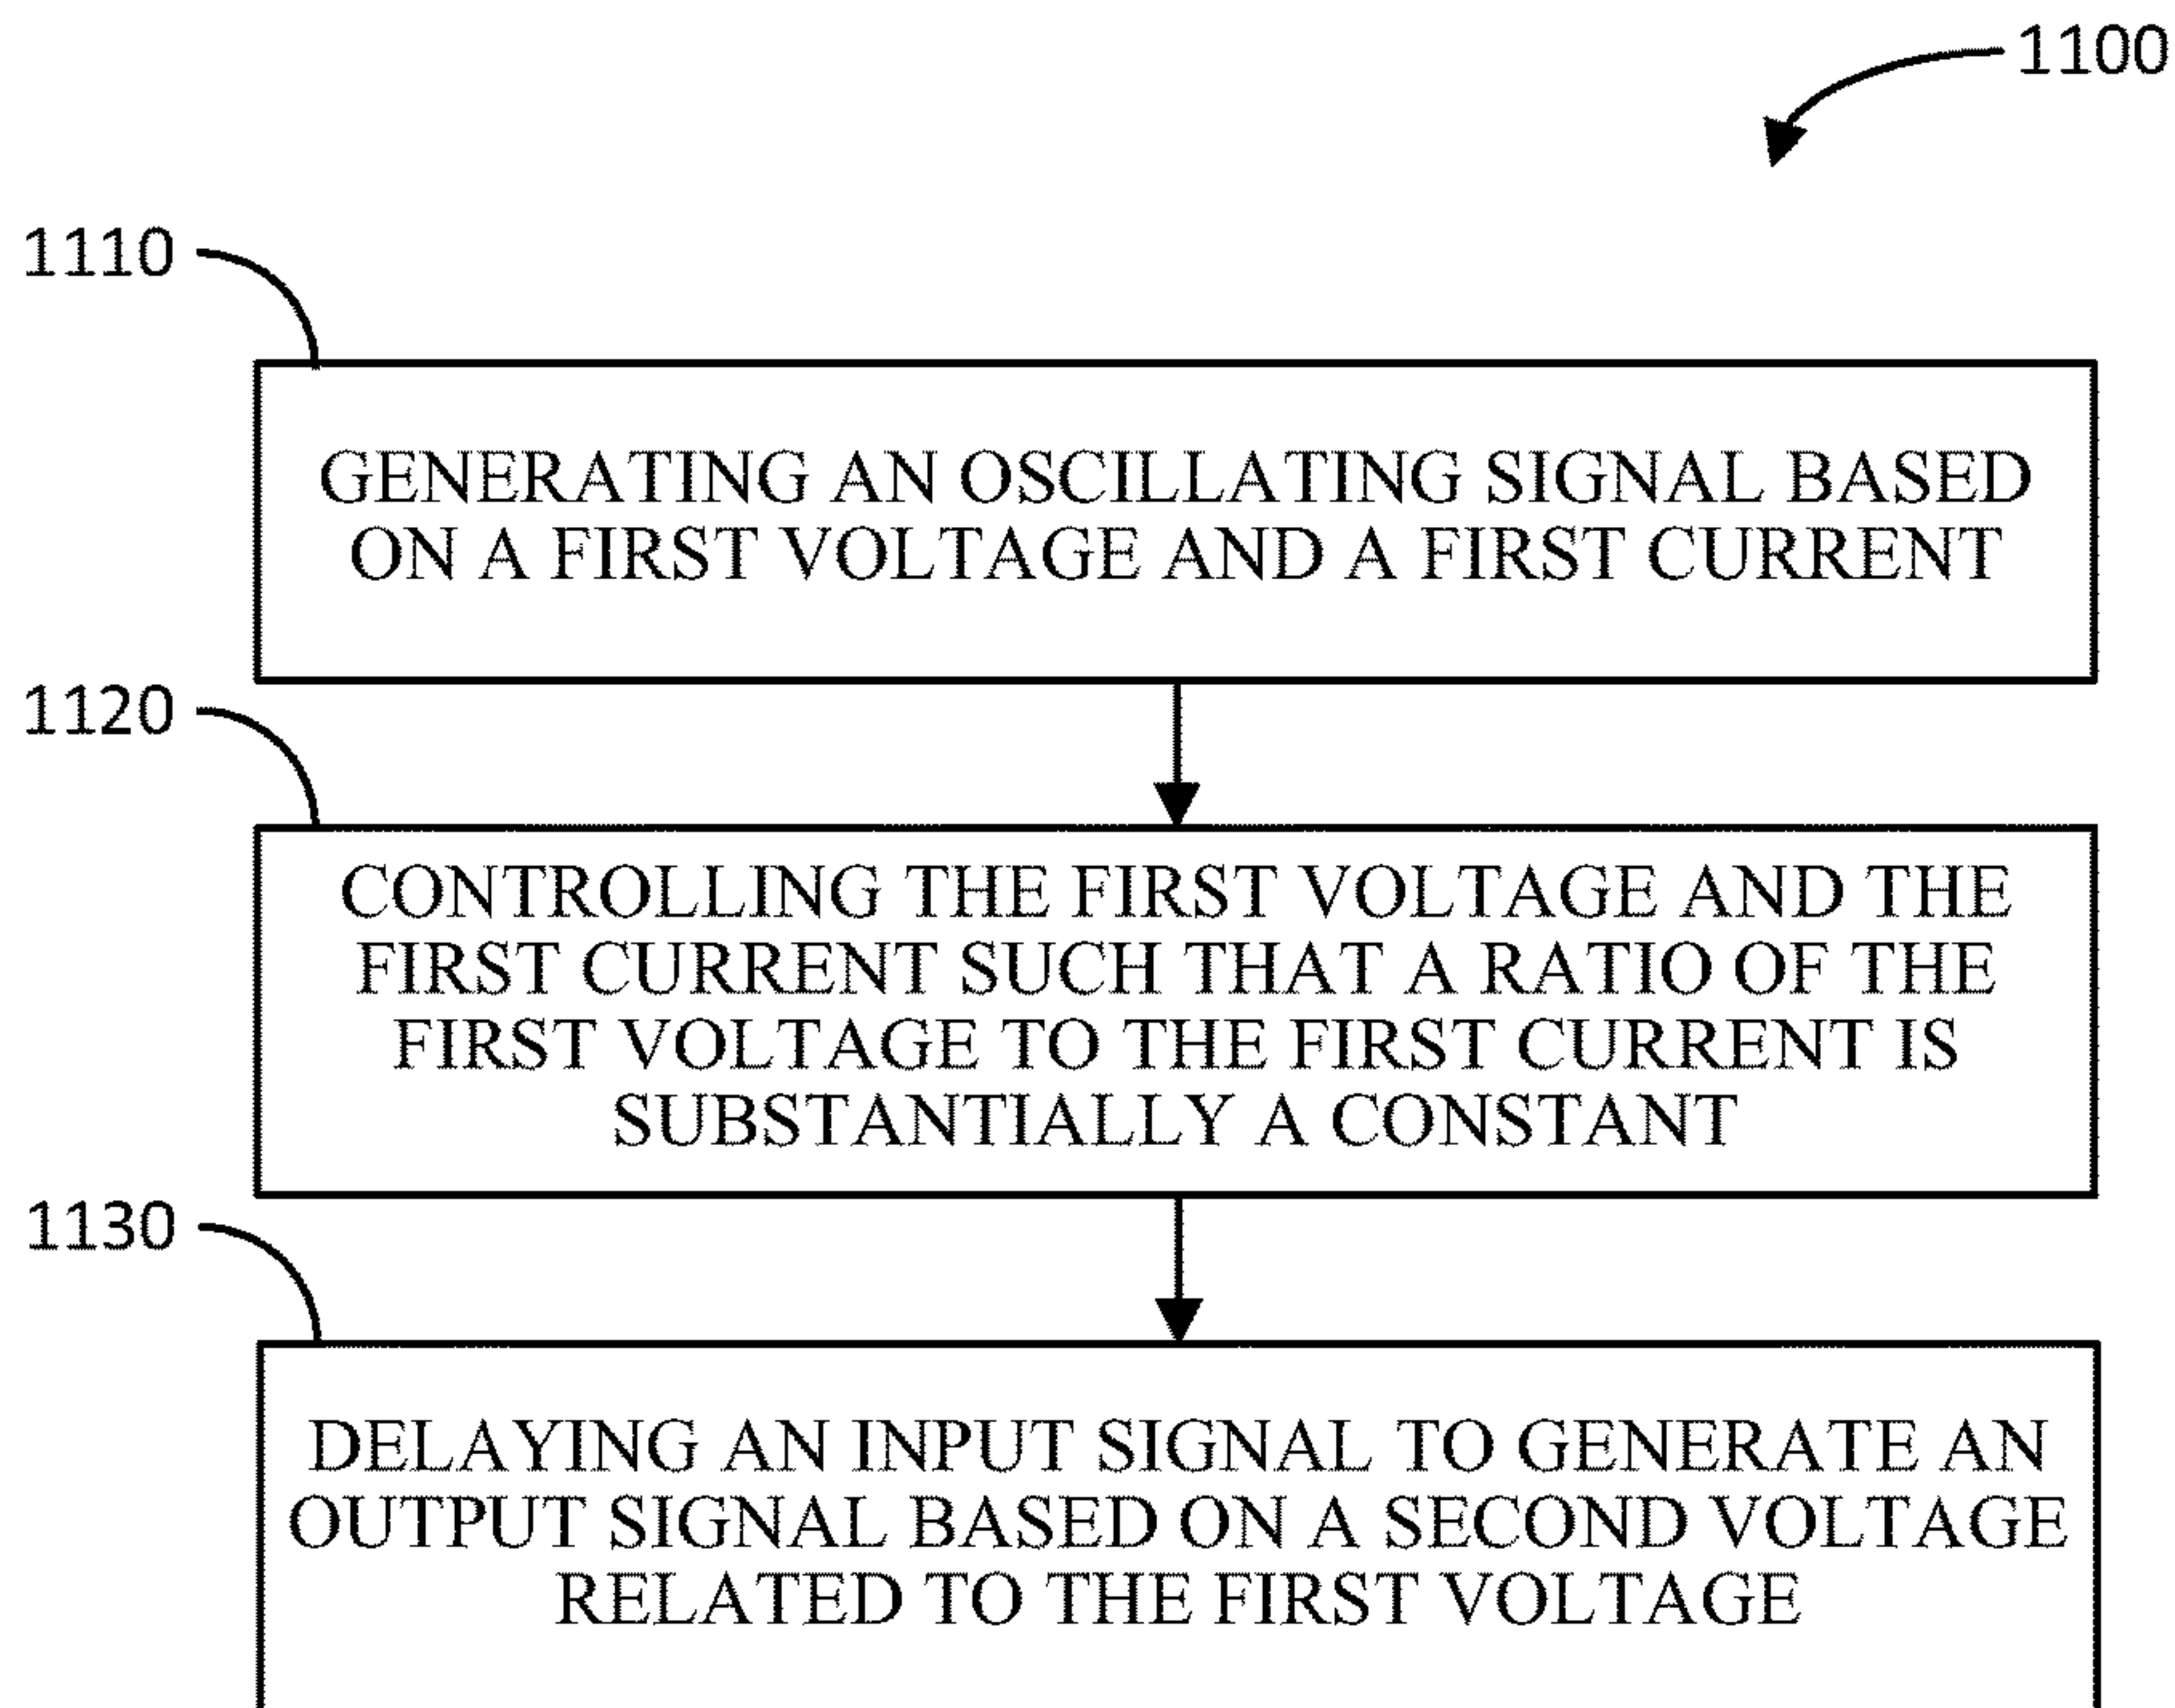 1100
1110
GENERATING AN OSCILLATING SIGNAL BASED
ON A FIRST VOLTAGE AND A FIRST CURRENT
1120
CONTROLLING THE FIRST VOLTAGE AND THE
FIRST CURRENT SUCH THAT A RATIO OF THE
FIRST VOLTAGE TO THE FIRST CURRENT IS
SUBSTANTIALLY A CONSTANT
1130
DELAYING AN INPUT SIGNAL TO GENERATE AN
OUTPUT SIGNAL BASED ON A SECOND VOLTAGE
RELATED TO THE FIRST VOLTAGE